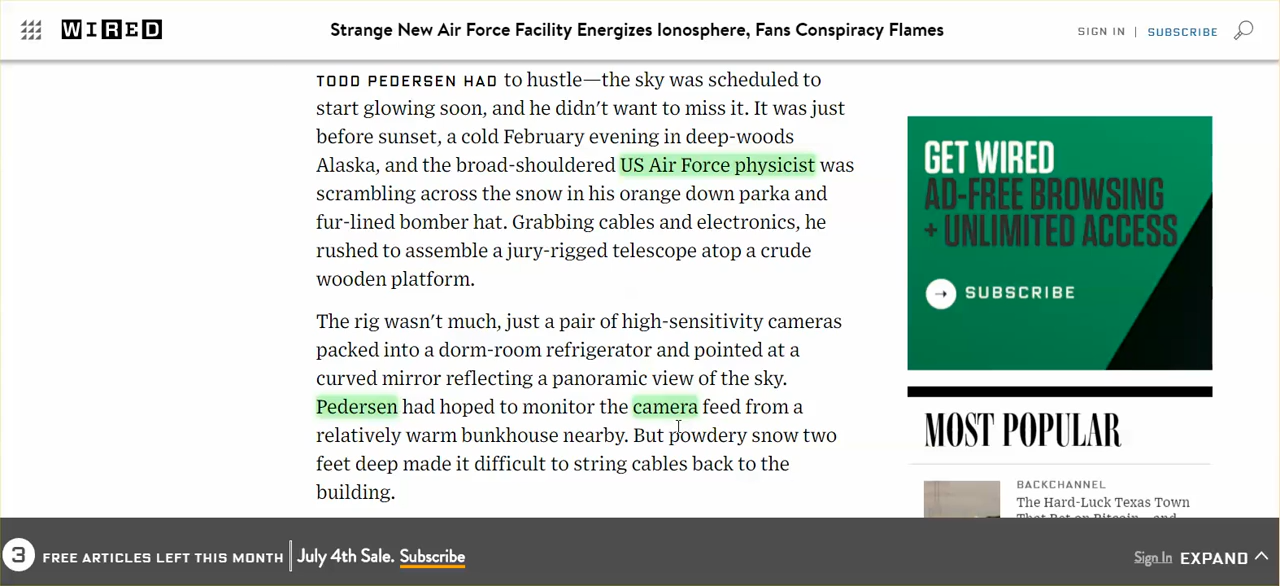 WIRED
Strange New Air Force Facility Energizes Ionosphere, Fans Conspiracy Flames
SIGN IN | SUBSCRIBE
TODD PEDERSEN HAD to hustle—the sky was scheduled to
start glowing soon, and he didn't want to miss it. It was just
before sunset, a cold February evening in deep-woods
Alaska, and the broad-shouldered US Air Force physicist was
scrambling across the snow in his orange down parka and
fur-lined bomber hat. Grabbing cables and electronics, he
rushed to assemble a jury-rigged telescope atop a crude
wooden platform.
The rig wasn't much, just a pair of high-sensitivity cameras
packed into a dorm-room refrigerator and pointed at a
curved mirror reflecting a panoramic view of the sky.
Pedersen had hoped to monitor the camera feed from a
relatively warm bunkhouse nearby. But powdery snow two
feet deep made it difficult to string cables back to the
building.
GET WIRED
AD-FREE BROWSING
+ UNLIMITED ACCESS
SUBSCRIBE
MOST POPULAR
BACKCHANNEL
The Hard-Luck Texas Town
That Bet on Bitcoin—and
3 FREE ARTICLES LEFT THIS MONTH
July 4th Sale. Subscribe
Sign In EXPAND